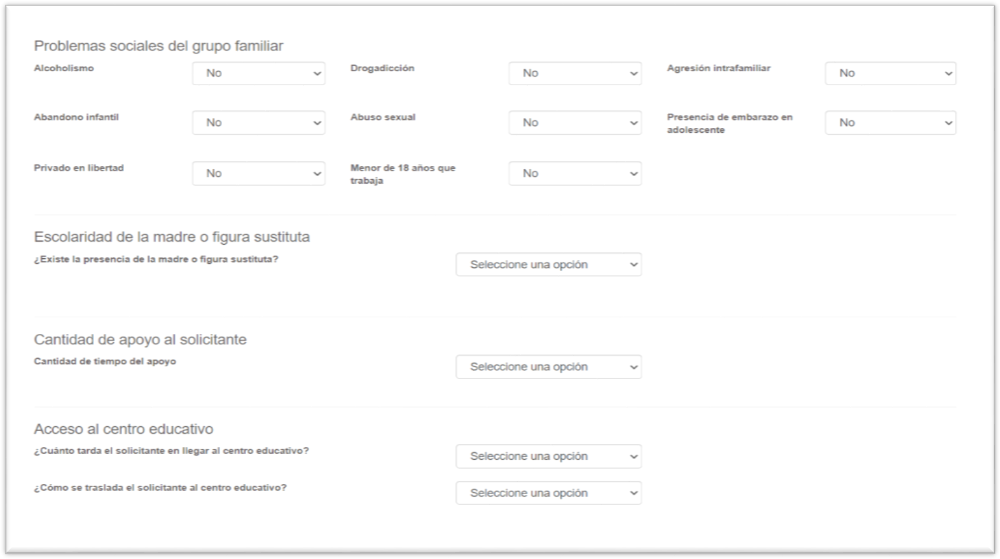 Problemas sociales del grupo familiar
Alcoholismo No Drogadicción No Agresión intrafamiliar No
Abandono infantil No Abuso sexual No Presencia de embarazo en adolescente No
Privado en libertad No Menor de 18 años que trabaja No
Escolaridad de la madre o figura sustituta
¿Existe la presencia de la madre o figura sustituta? Seleccione una opción
Cantidad de apoyo al solicitante
Cantidad de tiempo del apoyo Seleccione una opción
Acceso al centro educativo
¿Cuánto tarda el solicitante en llegar al centro educativo? Seleccione una opción
¿Cómo se traslada el solicitante al centro educativo? Seleccione una opción